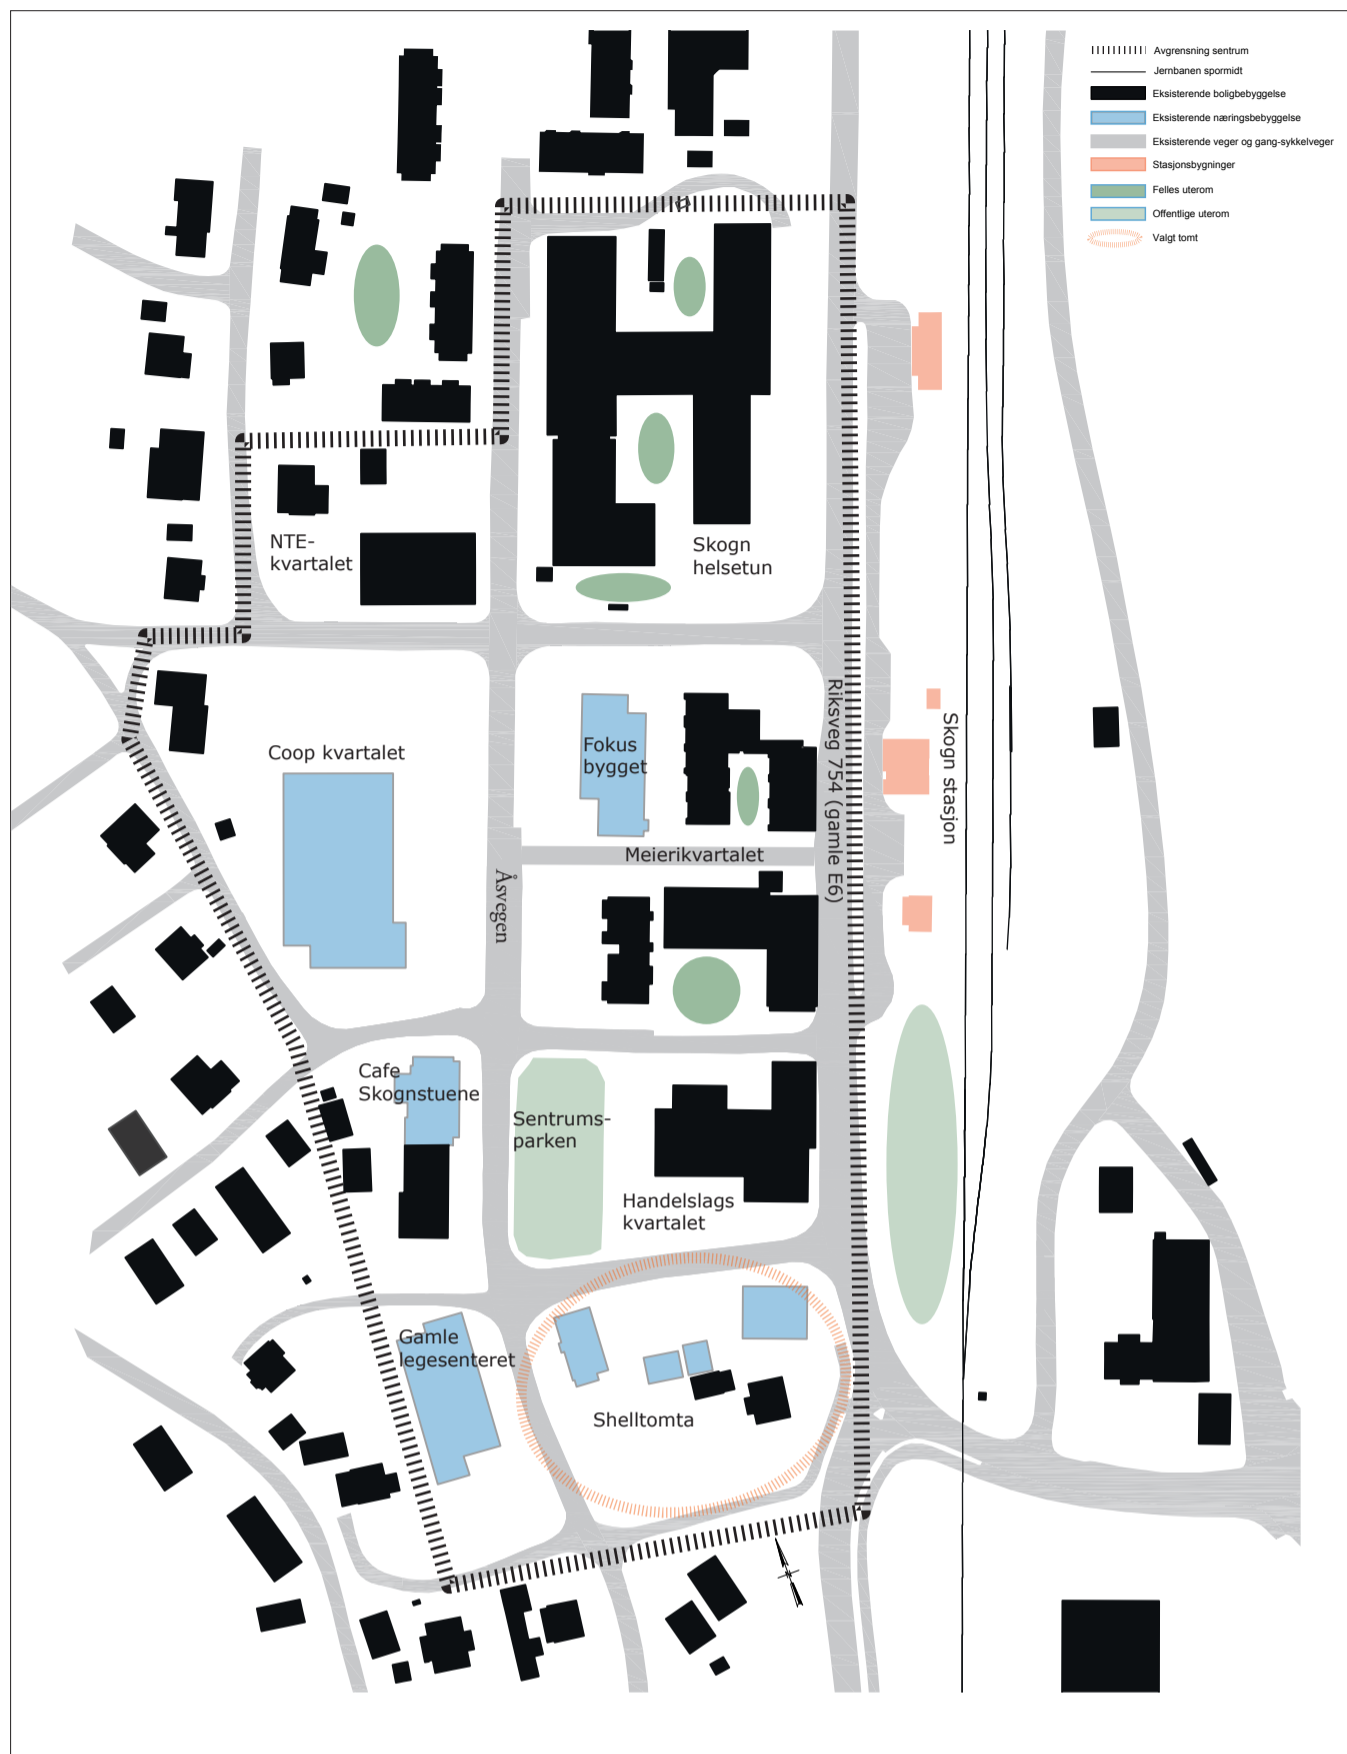 Avgrensning sentrum
Jernbanen spormidt
Eksisterende boligbebyggelse
Eksisterende næringsbebyggelse
Eksisterende veger og gang-sykkelveger
Stasjonsbygninger
Felles uterom
Offentlige uterom
Valgt tomt
NTE-
kvartalet
Skogn
helsetun
Coop kvartalet
Fokus
bygget
Riksveg 754 (gamle E6)
Skogn stasjon
Meierikvartalet
Åsvegen
Cafe
Skognstuene
Sentrums-
parken
Handelslags
kvartalet
Gamle
legesenteret
Shelltomta